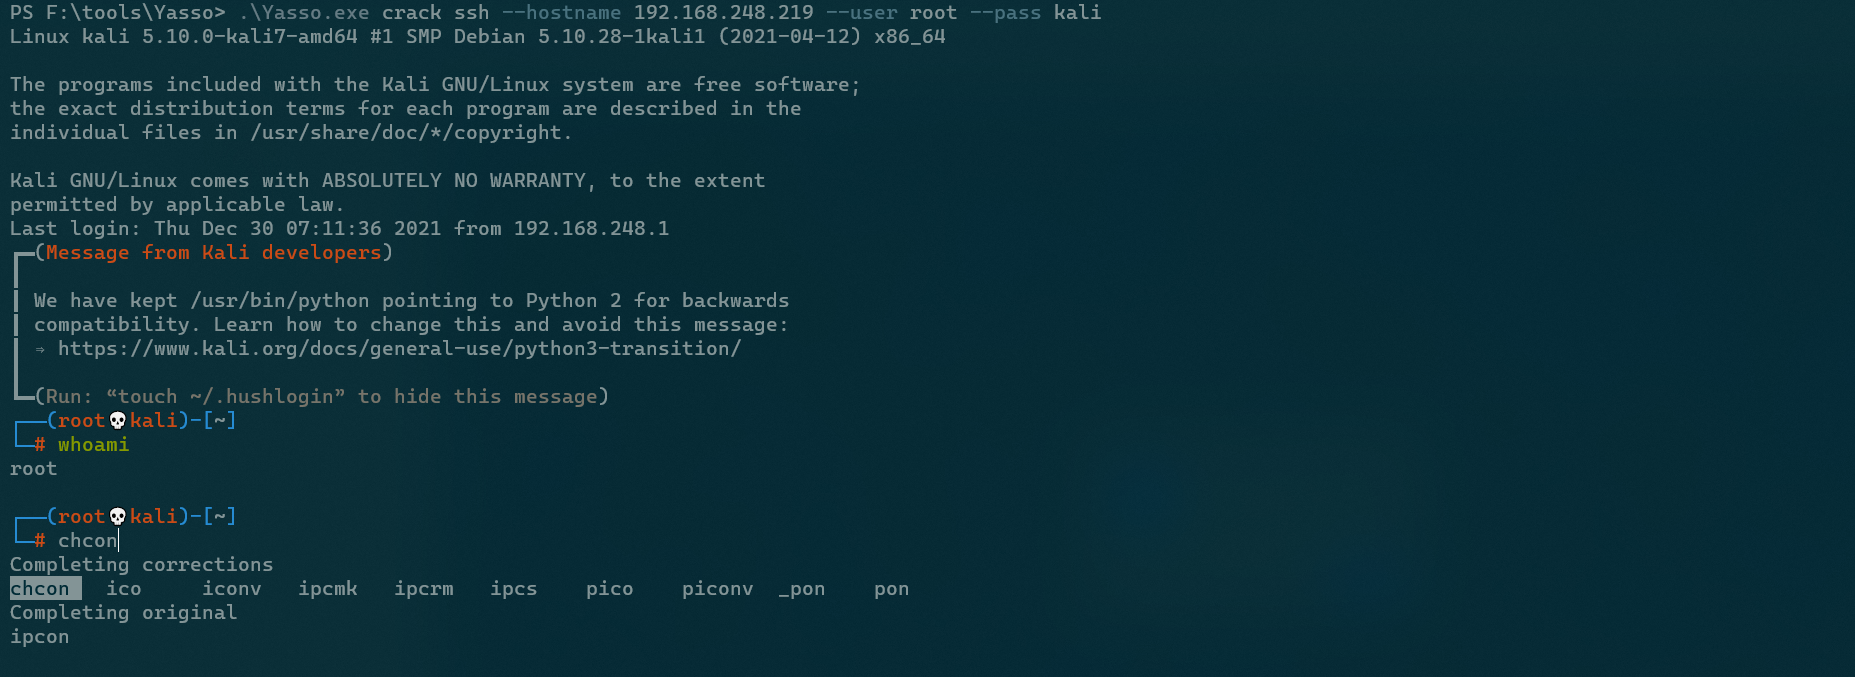 PS F:\tools\Yasso> .\Yasso.exe crack ssh --hostname 192.168.248.219 --user root --pass kali
Linux kali 5.10.0-kali7-amd64 #1 SMP Debian 5.10.28-1kali1 (2021-04-12) x86_64
The programs included with the Kali GNU/Linux system are free software;
the exact distribution terms for each program are described in the
individual files in /usr/share/doc/*/copyright.
Kali GNU/Linux comes with ABSOLUTELY NO WARRANTY, to the extent
permitted by applicable law.
Last login: Thu Dec 30 07:11:36 2021 from 192.168.248.1
┏━(Message from Kali developers)
┃ We have kept /usr/bin/python pointing to Python 2 for backwards
┃ compatibility. Learn how to change this and avoid this message:
┃ ⇒ https://www.kali.org/docs/general-use/python3-transition/
┗━(Run: “touch ~/.hushlogin” to hide this message)
┌──(root💀kali)-[~]
└─# whoami
root
┌──(root💀kali)-[~]
└─# chcon
Completing corrections
chcon ico iconv ipcmk ipcrm ipcs pico piconv _pon pon
Completing original
ipcon